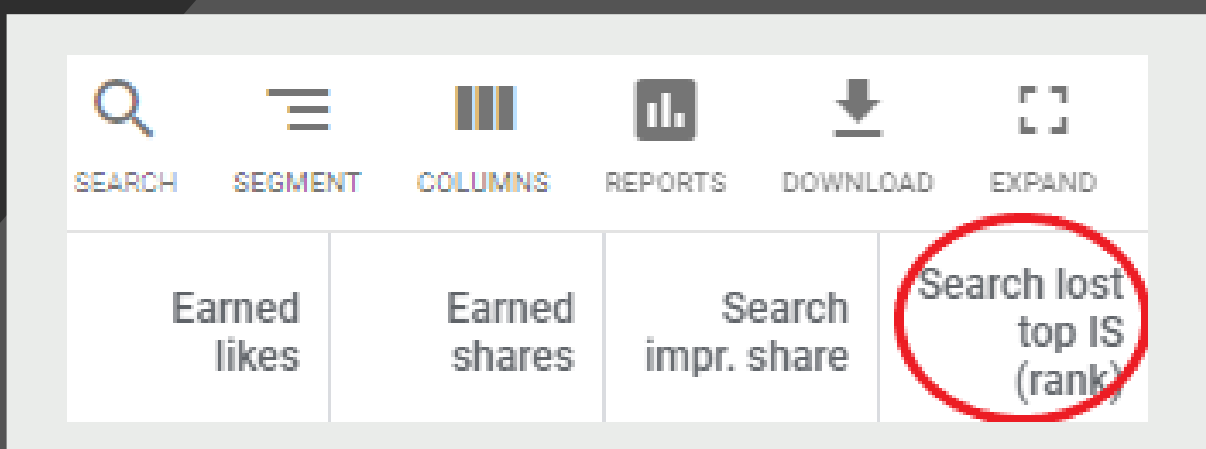 SEARCH SEGMENT COLUMNS REPORTS DOWNLOAD EXPAND
Earned
likes
Earned
shares
Search
impr. share
Search lost
top IS
(rank)